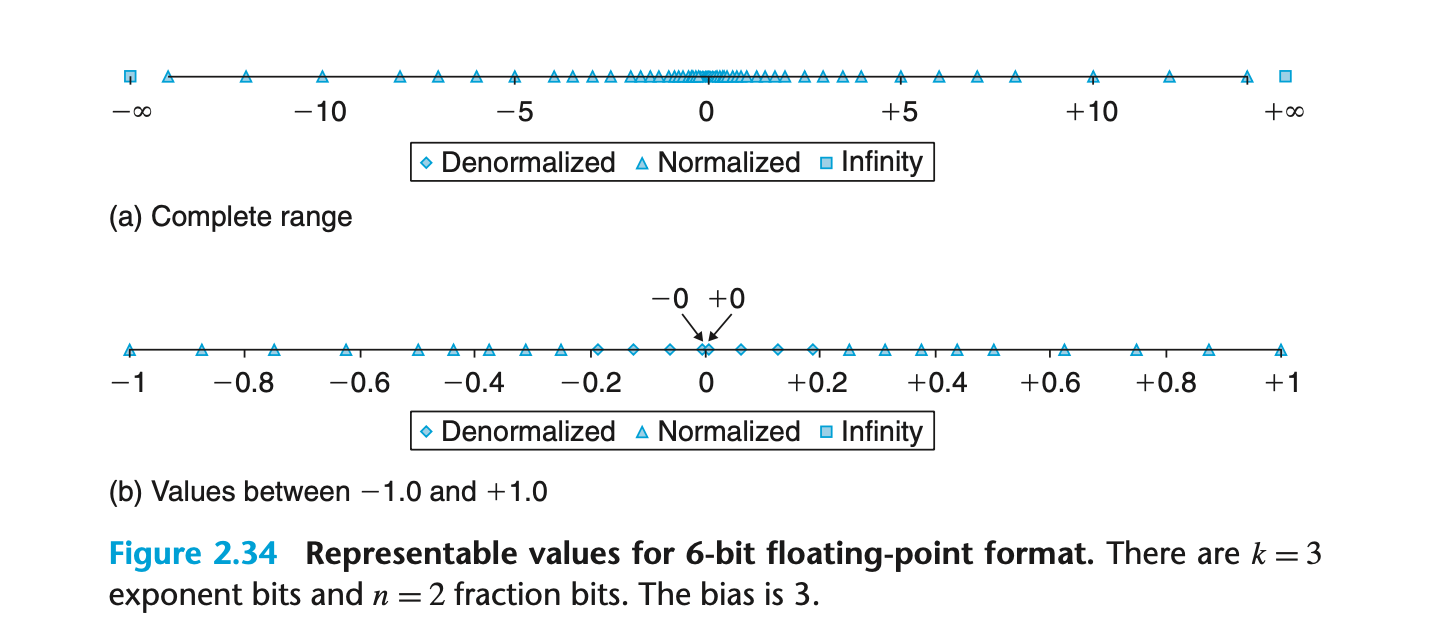 −∞ −10 −5 0 +5 +10 +∞
Denormalized Normalized Infinity
(a) Complete range
−0 +0
−1 −0.8 −0.6 −0.4 −0.2 0 +0.2 +0.4 +0.6 +0.8 +1
Denormalized Normalized Infinity
(b) Values between −1.0 and +1.0
Figure 2.34 Representable values for 6-bit floating-point format. There are k = 3
exponent bits and n = 2 fraction bits. The bias is 3.